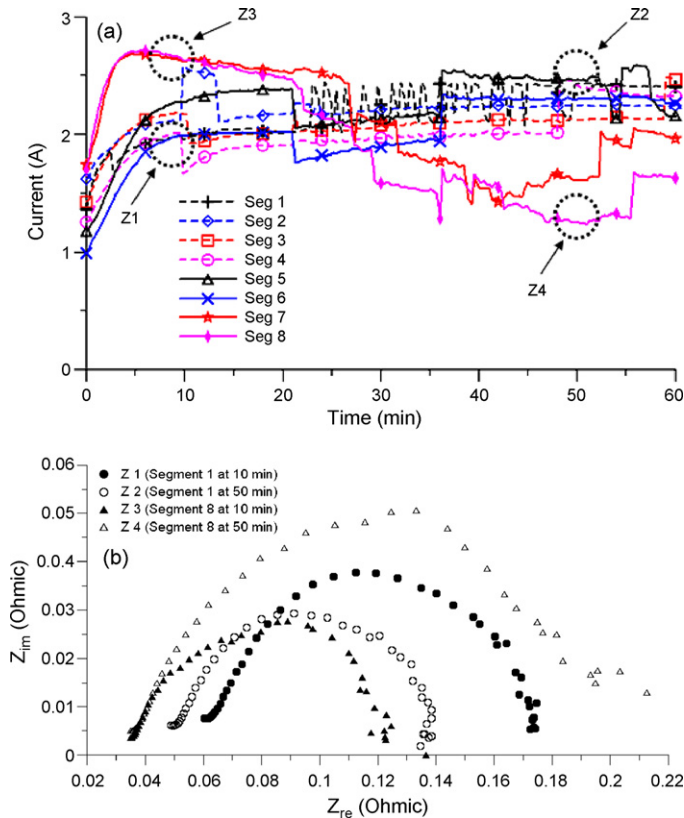 (a)
Z3
Z2
3
2
1
0
Current (A)
Z1
Z4
Seg 1
Seg 2
Seg 3
Seg 4
Seg 5
Seg 6
Seg 7
Seg 8
0 10 20 30 40 50 60
Time (min)
(b)
Z 1 (Segment 1 at 10 min)
Z 2 (Segment 1 at 50 min)
Z 3 (Segment 8 at 10 min)
Z 4 (Segment 8 at 50 min)
0.06
0.05
0.04
0.03
0.02
0.01
0
Zim (Ohmic)
0.02 0.04 0.06 0.08 0.1 0.12 0.14 0.16 0.18 0.2 0.22
Zre (Ohmic)